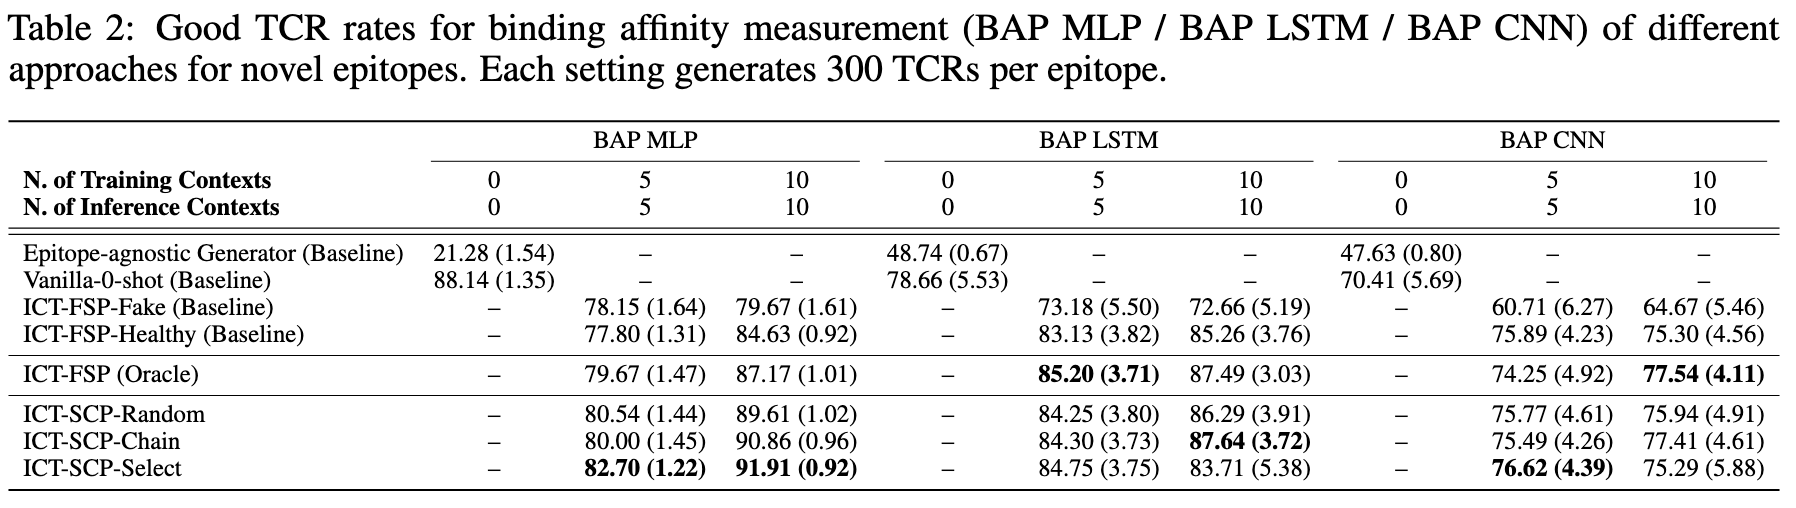 Table 2: Good TCR rates for binding affinity measurement (BAP MLP / BAP LSTM / BAP CNN) of different
approaches for novel epitopes. Each setting generates 300 TCRs per epitope.
BAP MLP BAP LSTM BAP CNN
N. of Training Contexts 0 5 10 0 5 10 0 5 10
N. of Inference Contexts 0 5 10 0 5 10 0 5 10
Epitope-agnostic Generator (Baseline) 21.28 (1.54) – – 48.74 (0.67) – – 47.63 (0.80) – –
Vanilla-0-shot (Baseline) 88.14 (1.35) – – 78.66 (5.53) – – 70.41 (5.69) – –
ICT-FSP-Fake (Baseline) – 78.15 (1.64) 79.67 (1.61) – 73.18 (5.50) 72.66 (5.19) – 60.71 (6.27) 64.67 (5.46)
ICT-FSP-Healthy (Baseline) – 77.80 (1.31) 84.63 (0.92) – 83.13 (3.82) 85.26 (3.76) – 75.89 (4.23) 75.30 (4.56)
ICT-FSP (Oracle) – 79.67 (1.47) 87.17 (1.01) – 85.20 (3.71) 87.49 (3.03) – 74.25 (4.92) 77.54 (4.11)
ICT-SCP-Random – 80.54 (1.44) 89.61 (1.02) – 84.25 (3.80) 86.29 (3.91) – 75.77 (4.61) 75.94 (4.91)
ICT-SCP-Chain – 80.00 (1.45) 90.86 (0.96) – 84.30 (3.73) 87.64 (3.72) – 75.49 (4.26) 77.41 (4.61)
ICT-SCP-Select – 82.70 (1.22) 91.91 (0.92) – 84.75 (3.75) 83.71 (5.38) – 76.62 (4.39) 75.29 (5.88)